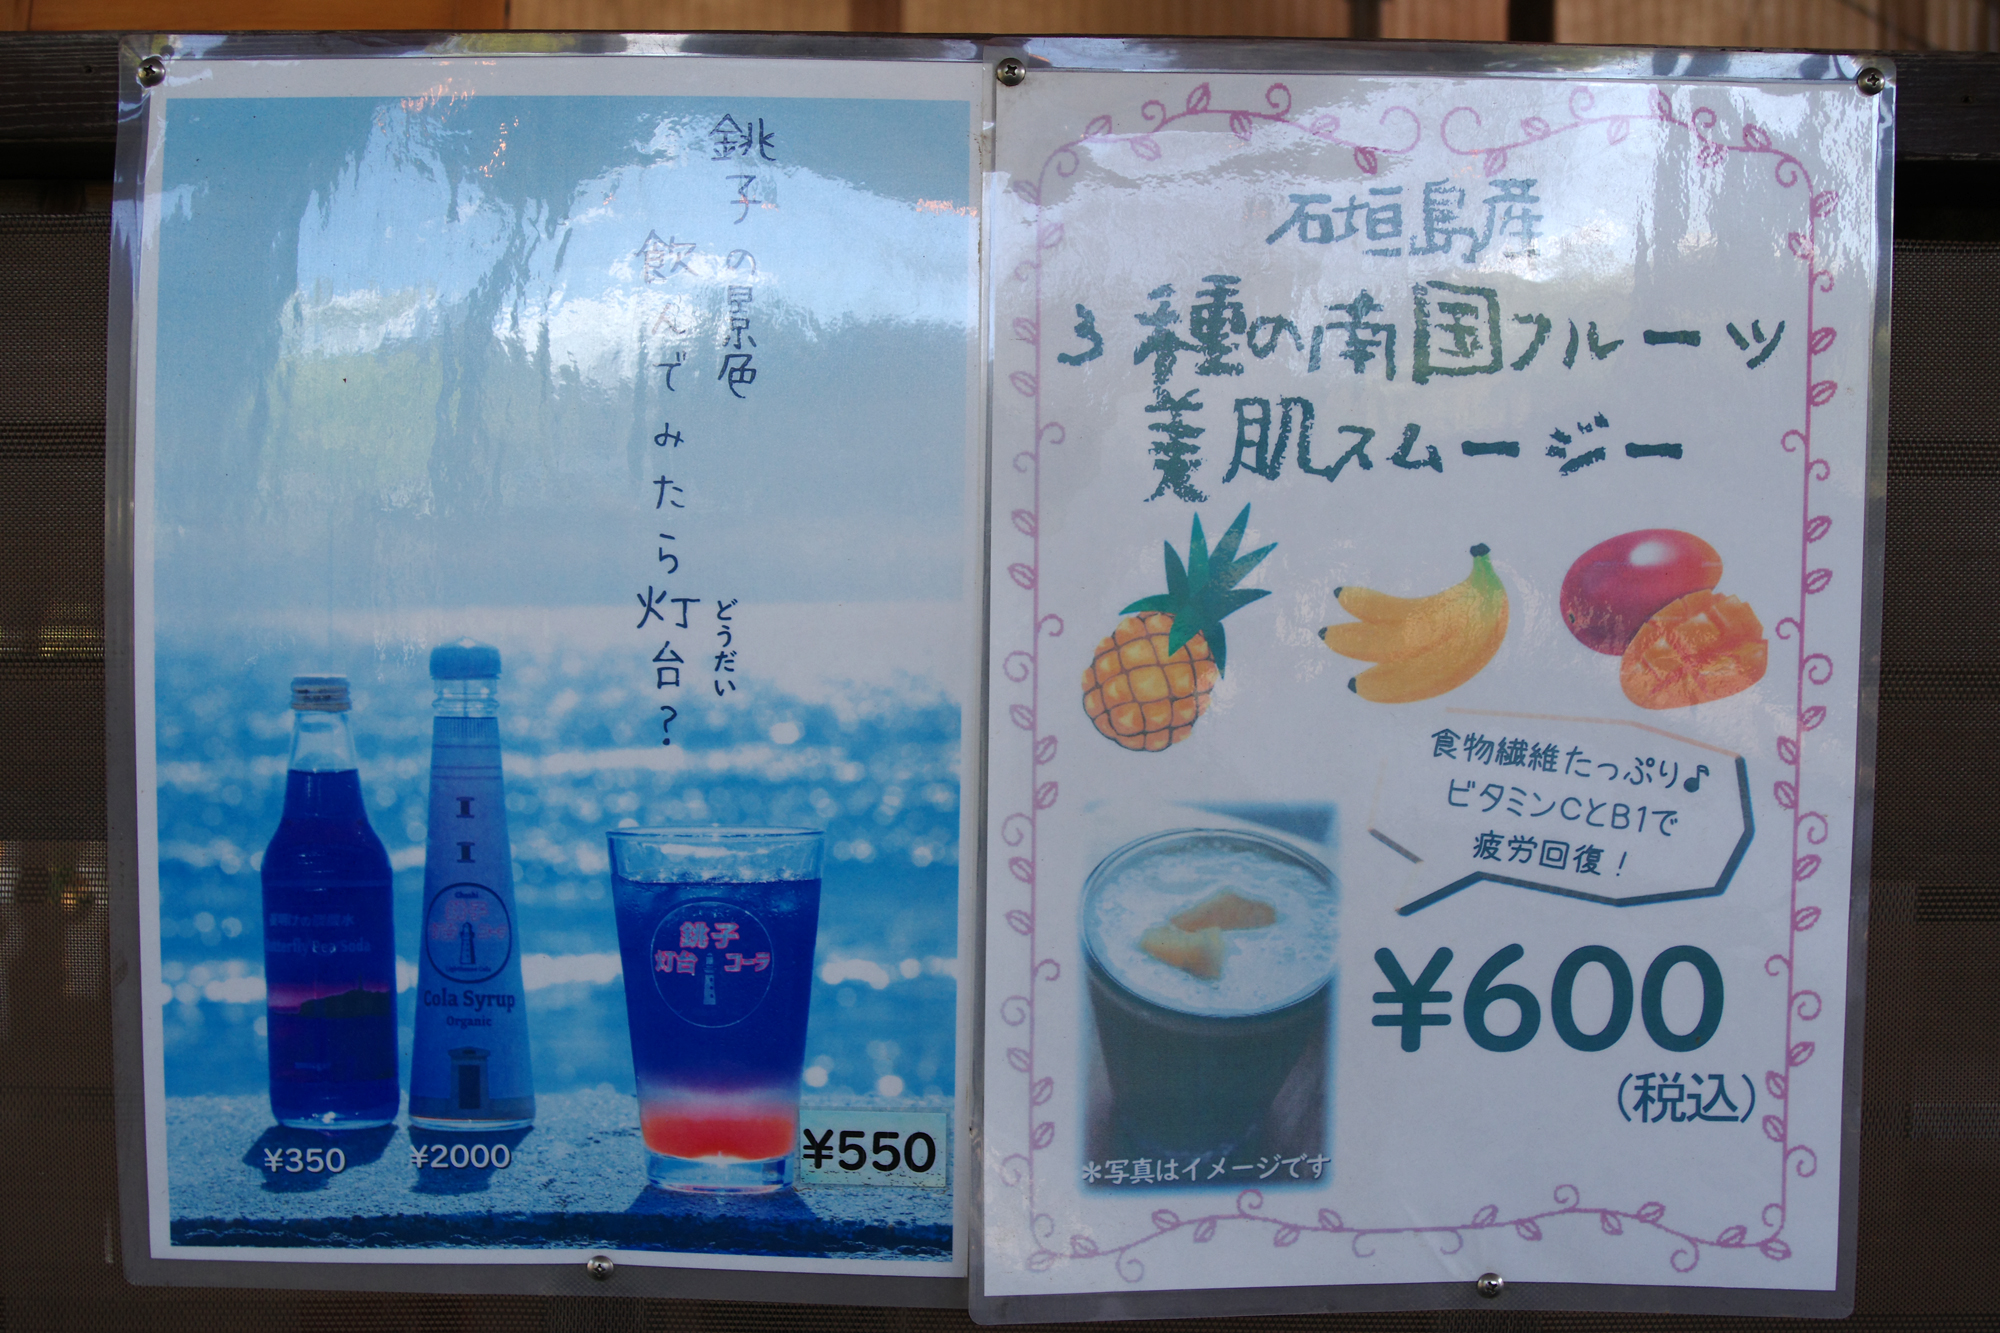 銚子の景色
飲んでみたら灯台?
どうだい
Butterfly Pea Soda
Cola Syrup
Organic
銚子
灯台 コーラ
¥350
¥2000
¥550
石垣島産
3種の南国フルーツ
美肌スムージー
食物繊維たっぷり♪
ビタミンCとB1で
疲労回復!
¥600
(税込)
*写真はイメージです